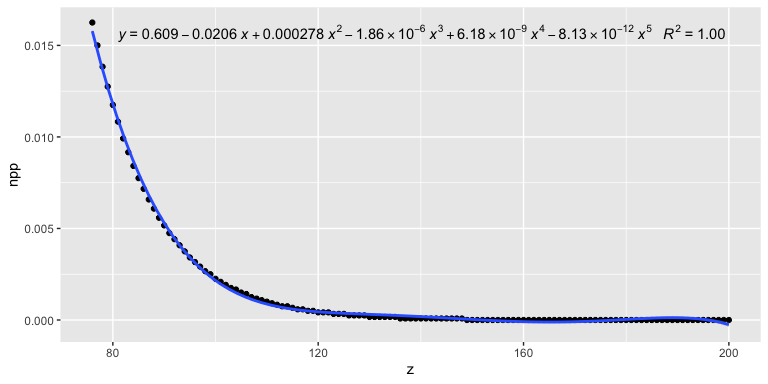 y = 0.609 − 0.0206 x + 0.000278 x² − 1.86 × 10⁻⁶ x³ + 6.18 × 10⁻⁹ x⁴ − 8.13 × 10⁻¹² x⁵ R² = 1.00
0.015
0.010
0.005
0.000
npp
80 120 160 200
z